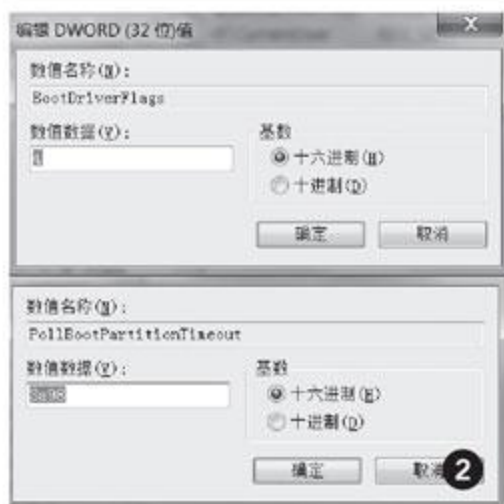 编辑 DWORD (32 位)值
数值名称(N):
BootDriverFlags
数值数据(V):
基数
十六进制(H)
十进制(D)
确定
取消
数值名称(N):
PollBootPartitionTimeout
数值数据(V):
基数
十六进制(H)
十进制(D)
确定
取消
2